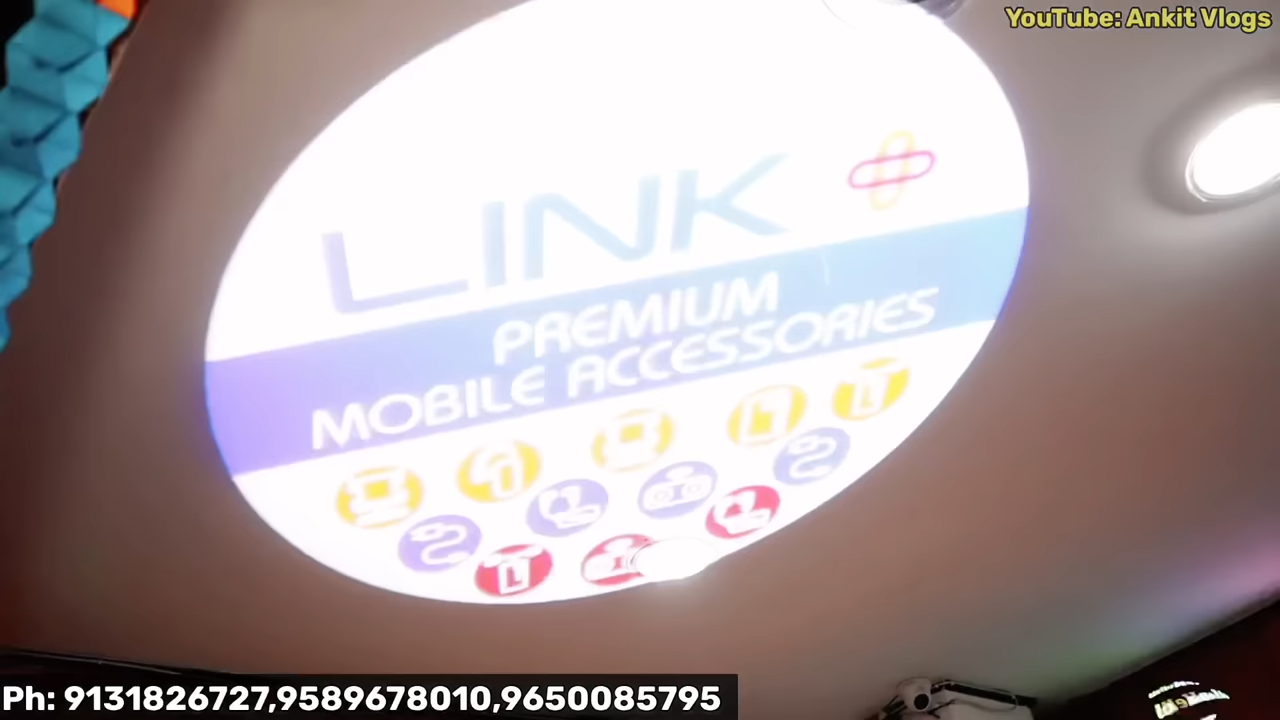 YouTube: Ankit Vlogs
LINK
PREMIUM
MOBILE ACCESSORIES
Ph: 9131826727,9589678010,9650085795